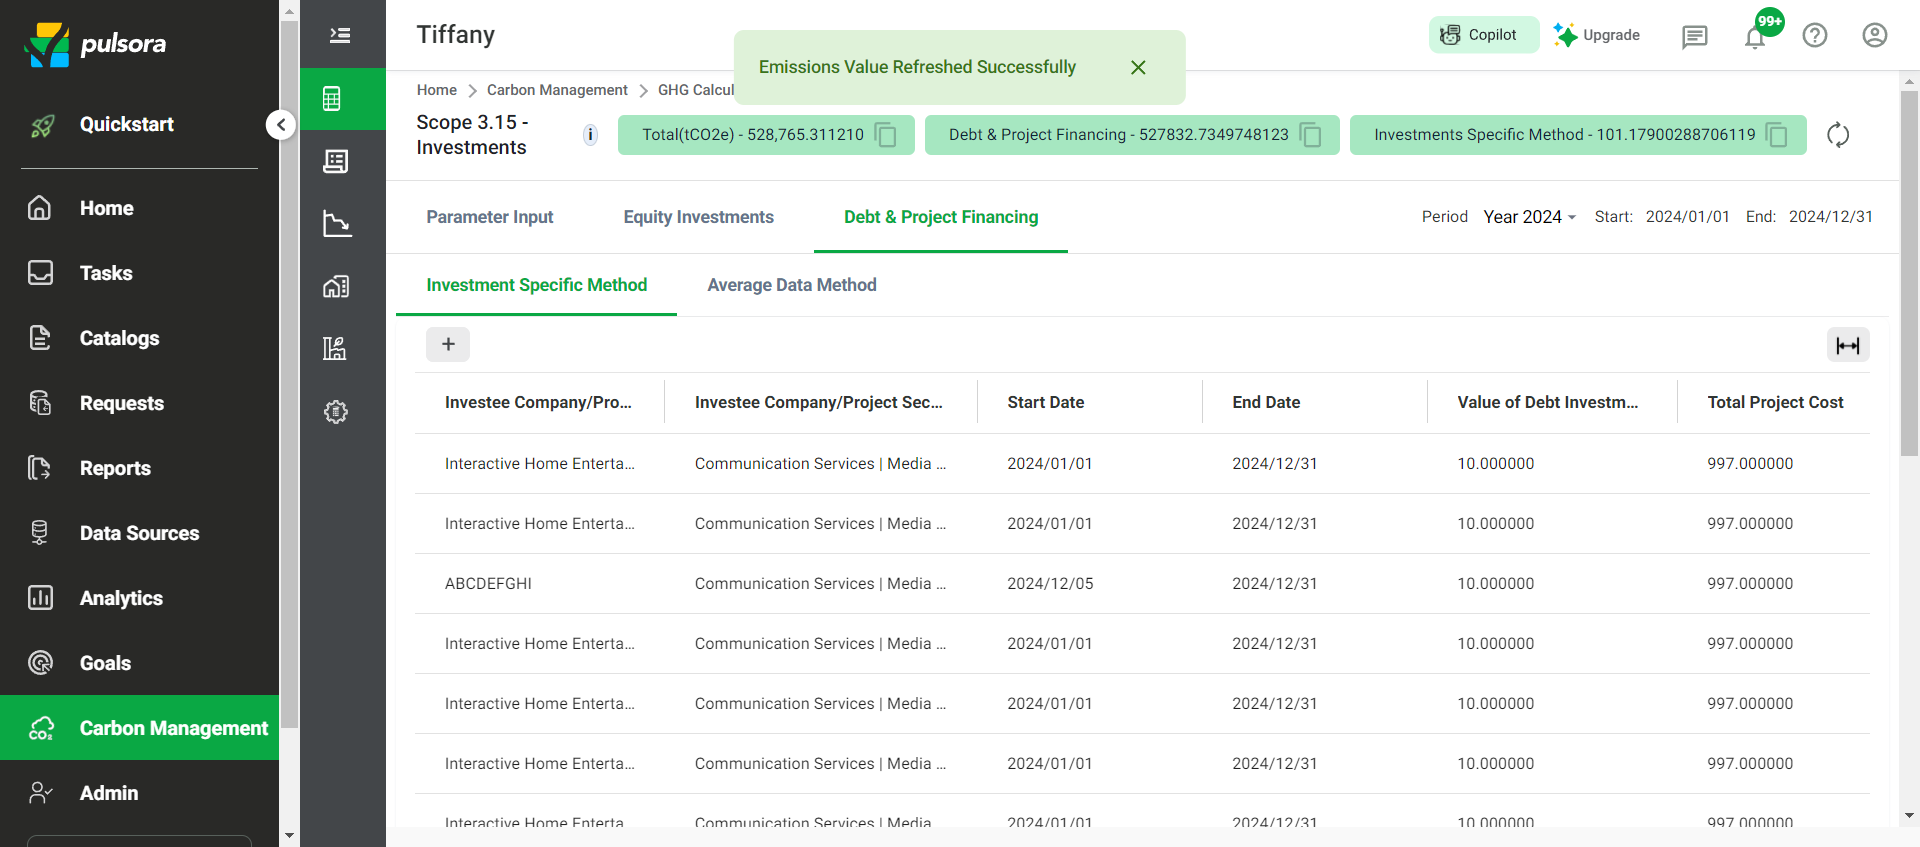 pulsora
Quickstart
Home
Tasks
Catalogs
Requests
Reports
Data Sources
Analytics
Goals
CO₂
Carbon Management
Admin
Tiffany
Copilot
Upgrade
99+
Emissions Value Refreshed Successfully
Home Carbon Management GHG Calcul
Scope 3.15 -
Investments
i
Total(tCO2e) - 528,765.311210
Debt & Project Financing - 527832.7349748123
Investments Specific Method - 101.17900288706119
Parameter Input Equity Investments Debt & Project Financing
Period Year 2024 Start: 2024/01/01 End: 2024/12/31
Investment Specific Method Average Data Method
+
Investee Company/Pro... Investee Company/Project Sec... Start Date End Date Value of Debt Investm... Total Project Cost
Interactive Home Enterta... Communication Services | Media ... 2024/01/01 2024/12/31 10.000000 997.000000
Interactive Home Enterta... Communication Services | Media ... 2024/01/01 2024/12/31 10.000000 997.000000
ABCDEFGHI Communication Services | Media ... 2024/12/05 2024/12/31 10.000000 997.000000
Interactive Home Enterta... Communication Services | Media ... 2024/01/01 2024/12/31 10.000000 997.000000
Interactive Home Enterta... Communication Services | Media ... 2024/01/01 2024/12/31 10.000000 997.000000
Interactive Home Enterta... Communication Services | Media ... 2024/01/01 2024/12/31 10.000000 997.000000
Interactive Home Enterta Communication Services | Media 2024/01/01 2024/12/31 10.000000 997.000000